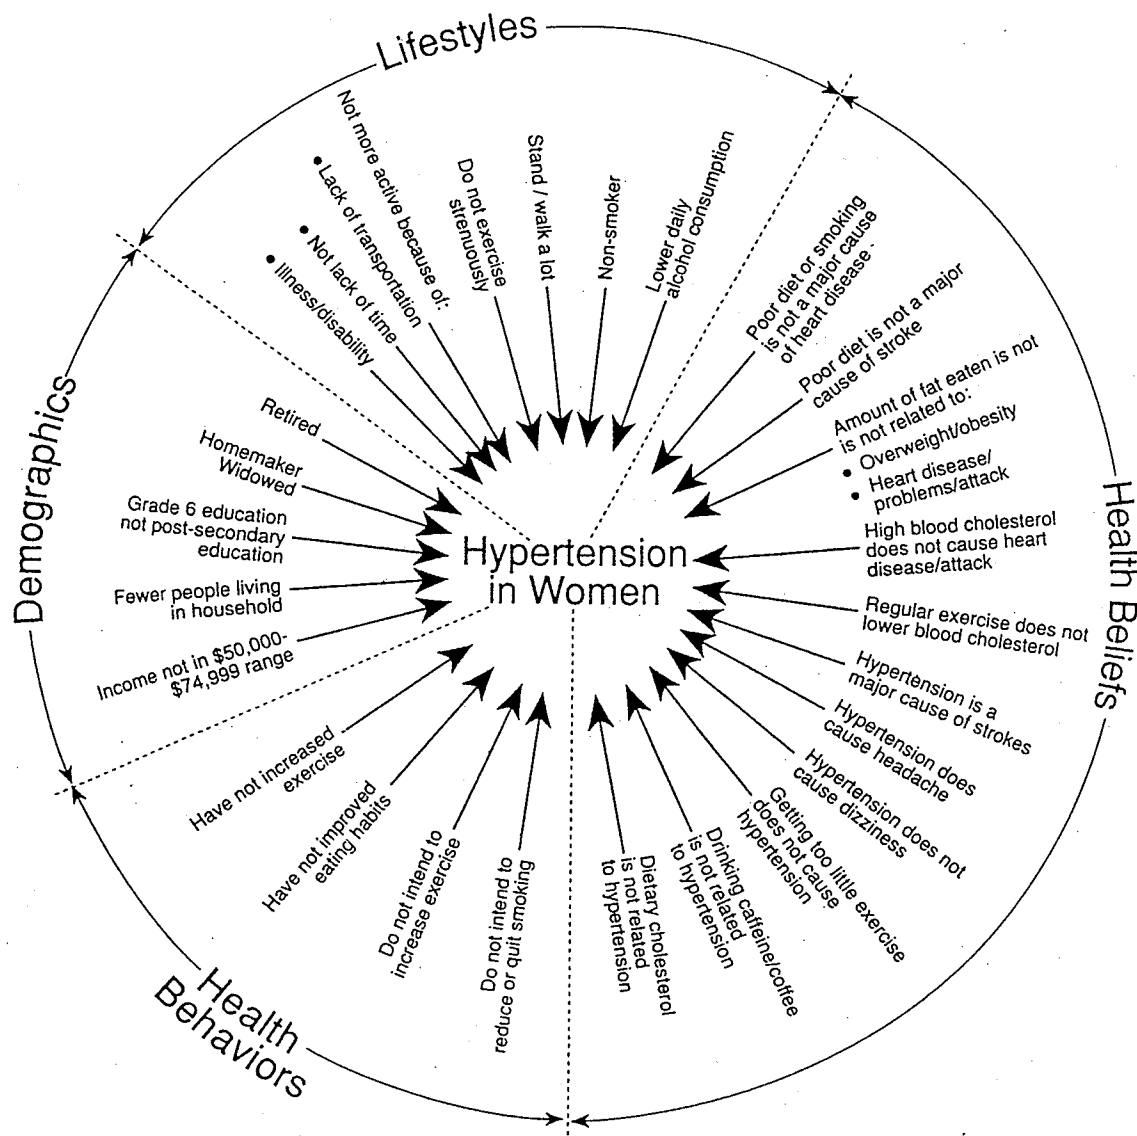 Lifestyles
Not more active because of:
• Lack of transportation
• Not lack of time
• Illness/disability
Do not exercise
strenuously
Stand / walk a lot
Non-smoker
Lower daily
alcohol consumption
Health Beliefs
Poor diet or smoking
is not a major cause
of heart disease
Poor diet is not a major
cause of stroke
Amount of fat eaten is not
is not related to:
• Overweight/obesity
• Heart disease/
problems/attack
High blood cholesterol
does not cause heart
disease/attack
Regular exercise does not
lower blood cholesterol
Hypertension is a
major cause of strokes
Hypertension does
cause headache
Hypertension does not
cause dizziness
Getting too little exercise
does not cause
hypertension
Drinking caffeine/coffee
is not related
to hypertension
Dietary cholesterol
is not related
to hypertension
Health
Behaviors
Do not intend to
reduce or quit smoking
Do not intend to
increase exercise
Have not improved
eating habits
Have not increased
exercise
Demographics
Income not in $50,000-
$74,999 range
Fewer people living
in household
Grade 6 education
not post-secondary
education
Homemaker
Widowed
Retired
Hypertension
in Women